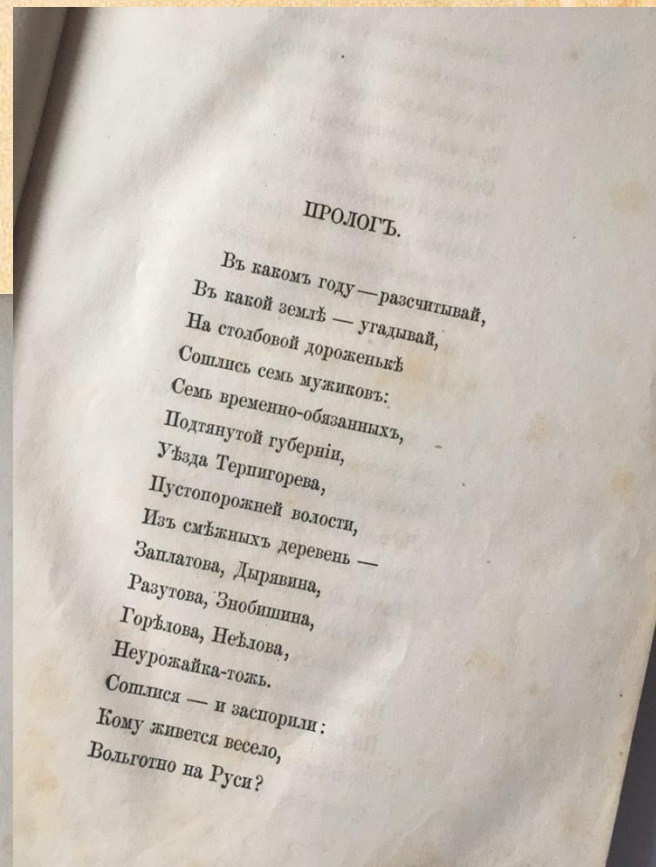 ПРОЛОГЪ.
Въ какомъ году — разсчитывай,
Въ какой землѣ — угадывай,
На столбовой дороженькѣ
Сошлись семь мужиковъ:
Семь временно-обязанныхъ,
Подтянутой губерніи,
Уѣзда Терпигорева,
Пустопорожней волости,
Изъ смѣжныхъ деревень —
Заплатова, Дырявина,
Разутова, Знобишина,
Горѣлова, Неѣлова,
Неурожайка-тожь.
Сошлися — и заспорили:
Кому живется весело,
Вольготно на Руси?